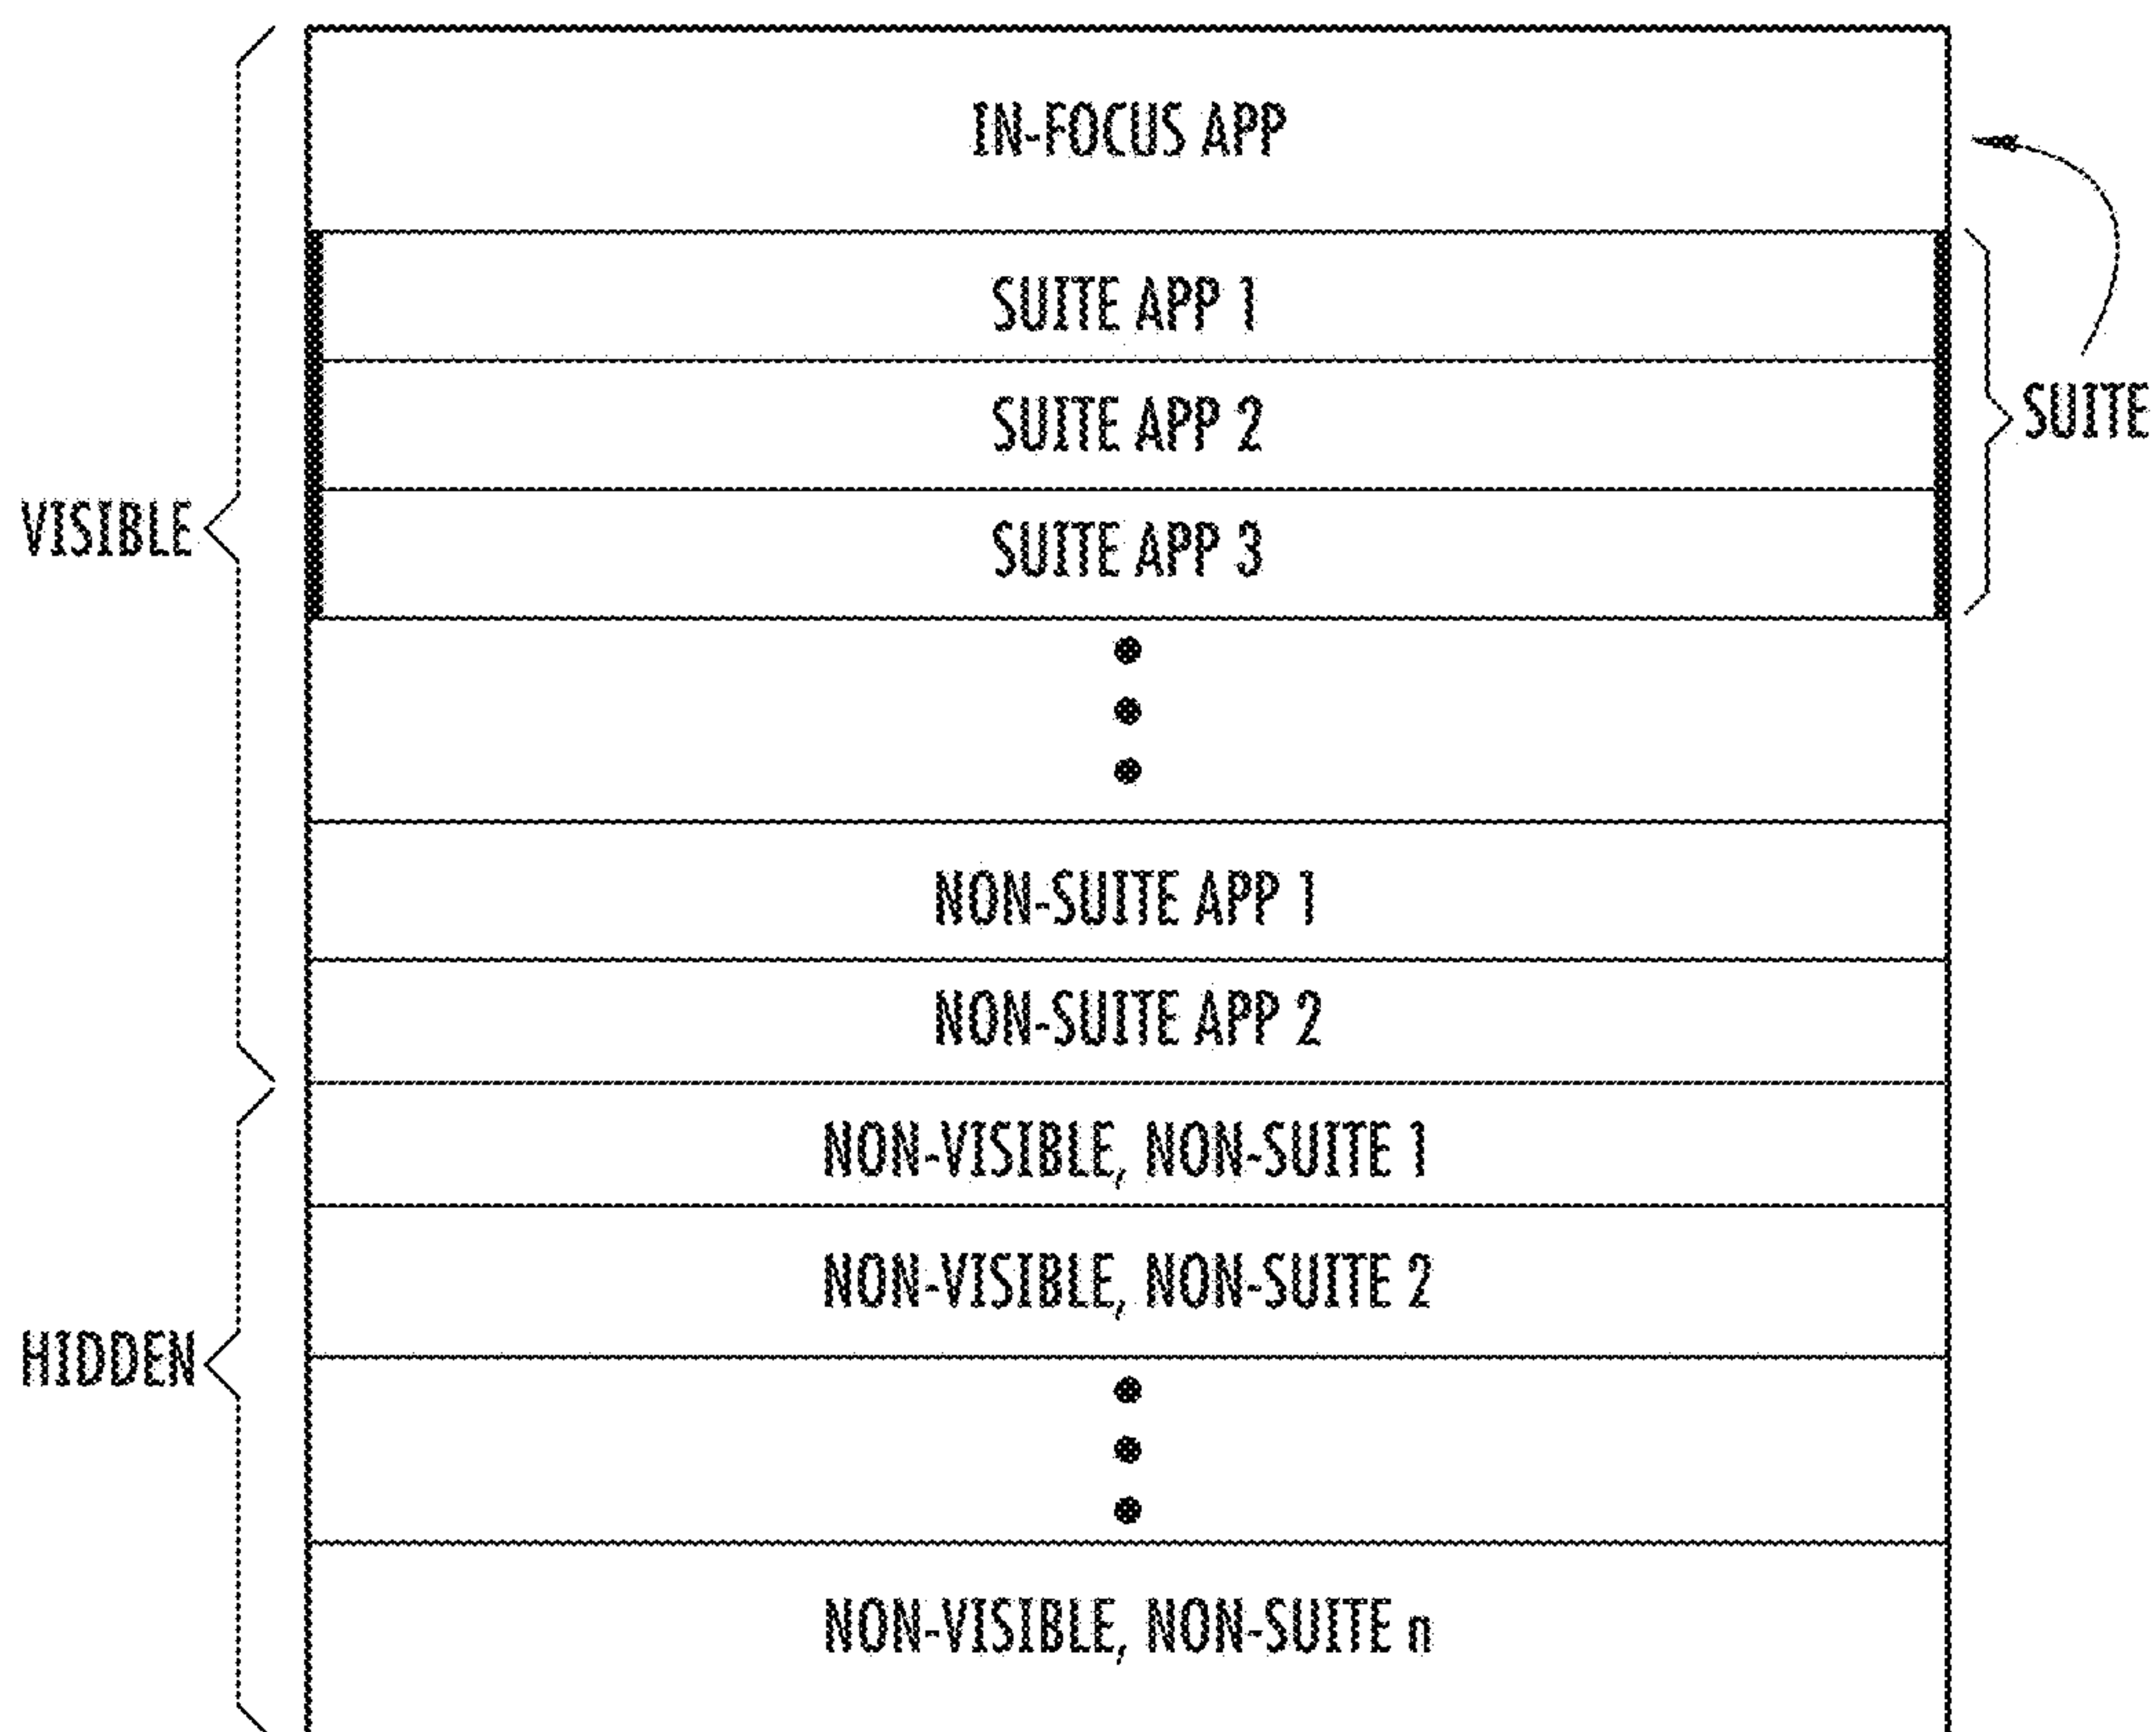 IN-FOCUS APP
SUITE APP 1
SUITE APP 2
SUITE
SUITE APP 3
VISIBLE
NON-SUITE APP 1
NON-SUITE APP 2
NON-VISIBLE, NON-SUITE 1
NON-VISIBLE, NON-SUITE 2
HIDDEN
NON-VISIBLE, NON-SUITE n